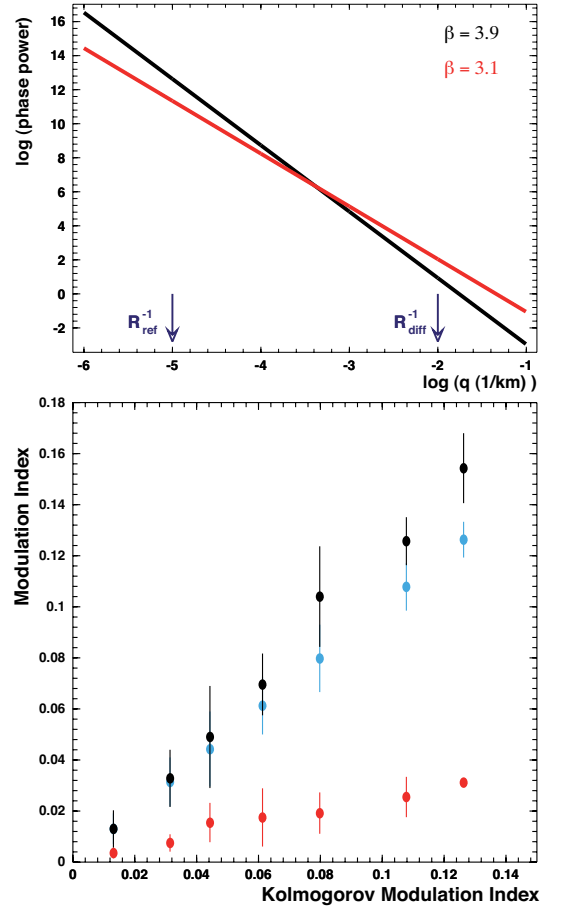 16
14
12
10
8
6
4
2
0
-2
log (phase power)
β = 3.9
β = 3.1
R_ref^-1
R_diff^-1
-6 -5 -4 -3 -2 -1
log (q (1/km) )
0.18
0.16
0.14
0.12
0.1
0.08
0.06
0.04
0.02
0
Modulation Index
0 0.02 0.04 0.06 0.08 0.1 0.12 0.14
Kolmogorov Modulation Index